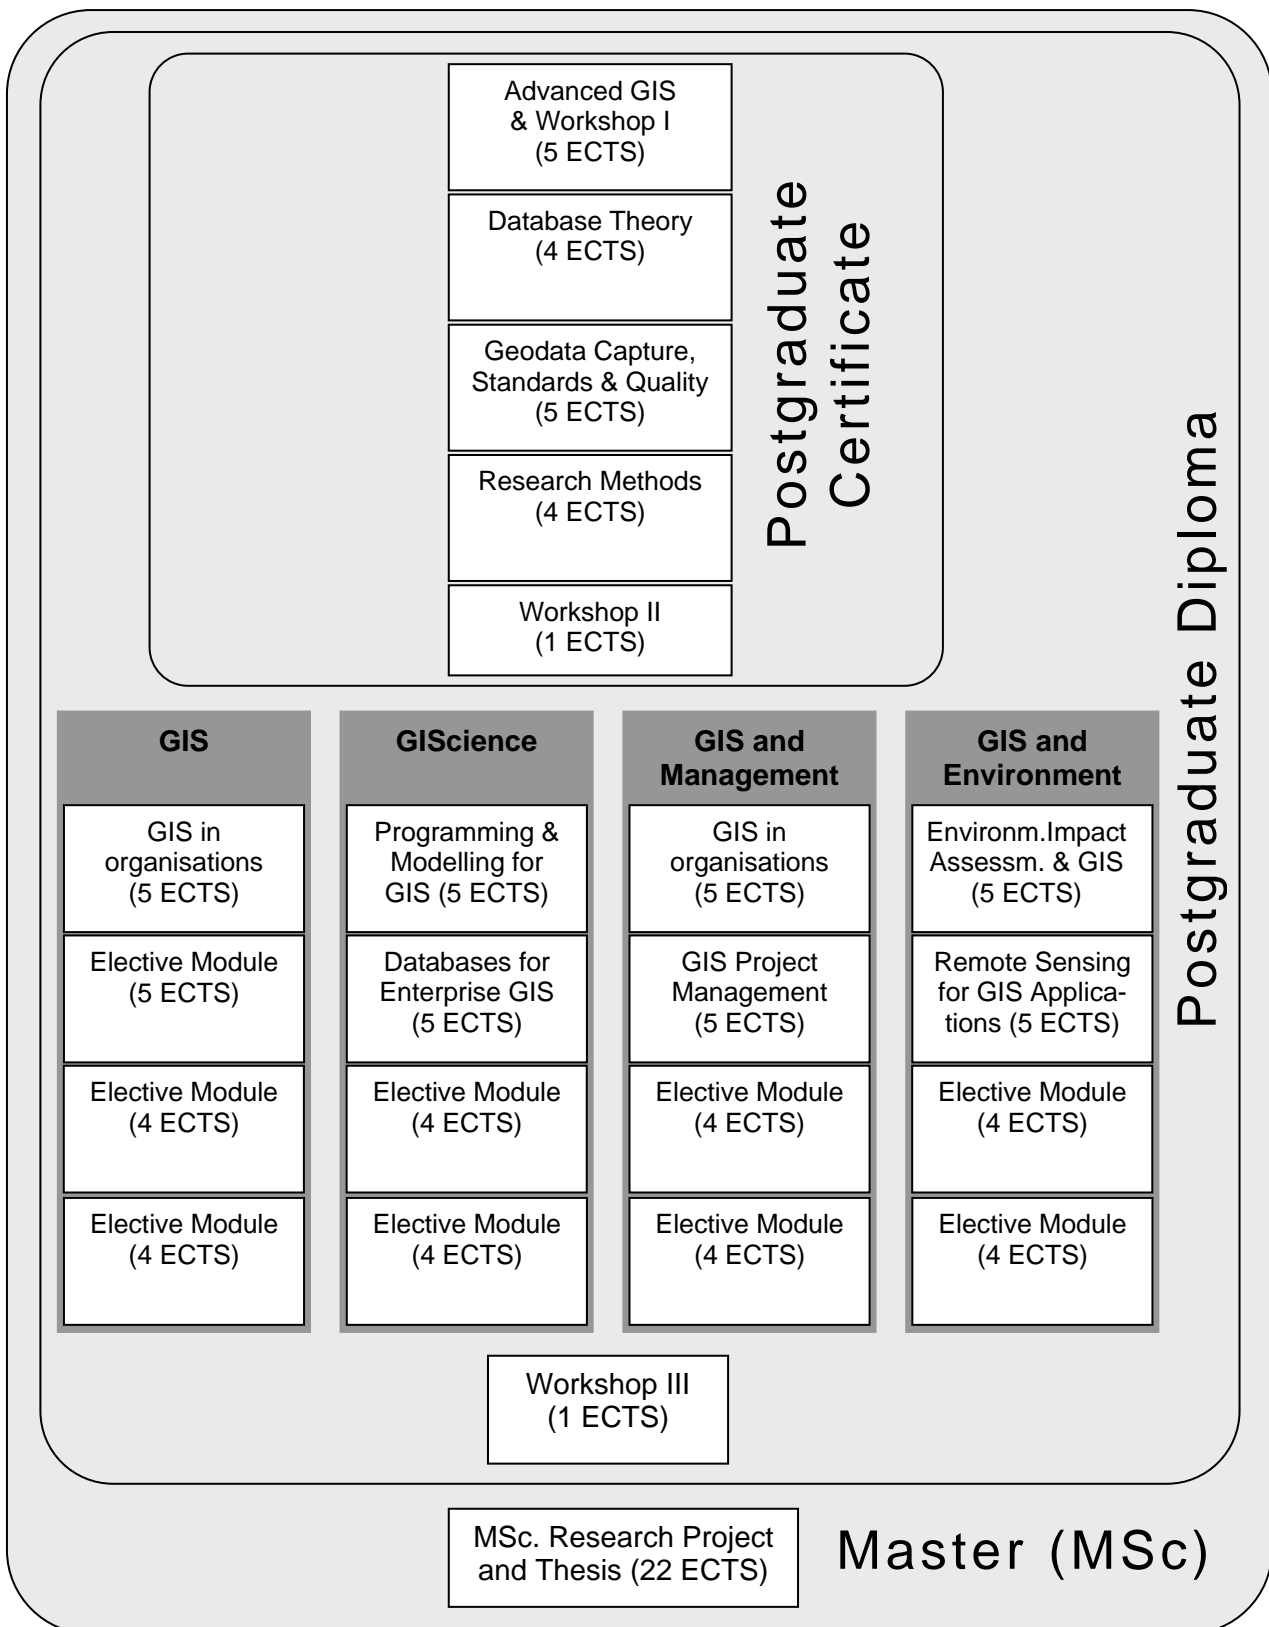 Advanced GIS
& Workshop I
(5 ECTS)
Database Theory
(4 ECTS)
Geodata Capture,
Standards & Quality
(5 ECTS)
Research Methods
(4 ECTS)
Workshop II
(1 ECTS)
Postgraduate
Certificate
GIS
GIS in
organisations
(5 ECTS)
Elective Module
(5 ECTS)
Elective Module
(4 ECTS)
Elective Module
(4 ECTS)
GIScience
Programming &
Modelling for
GIS (5 ECTS)
Databases for
Enterprise GIS
(5 ECTS)
Elective Module
(4 ECTS)
Elective Module
(4 ECTS)
GIS and
Management
GIS in
organisations
(5 ECTS)
GIS Project
Management
(5 ECTS)
Elective Module
(4 ECTS)
Elective Module
(4 ECTS)
GIS and
Environment
Environm.Impact
Assessm. & GIS
(5 ECTS)
Remote Sensing
for GIS Applica-
tions (5 ECTS)
Elective Module
(4 ECTS)
Elective Module
(4 ECTS)
Postgraduate Diploma
Workshop III
(1 ECTS)
MSc. Research Project
and Thesis (22 ECTS)
Master (MSc)